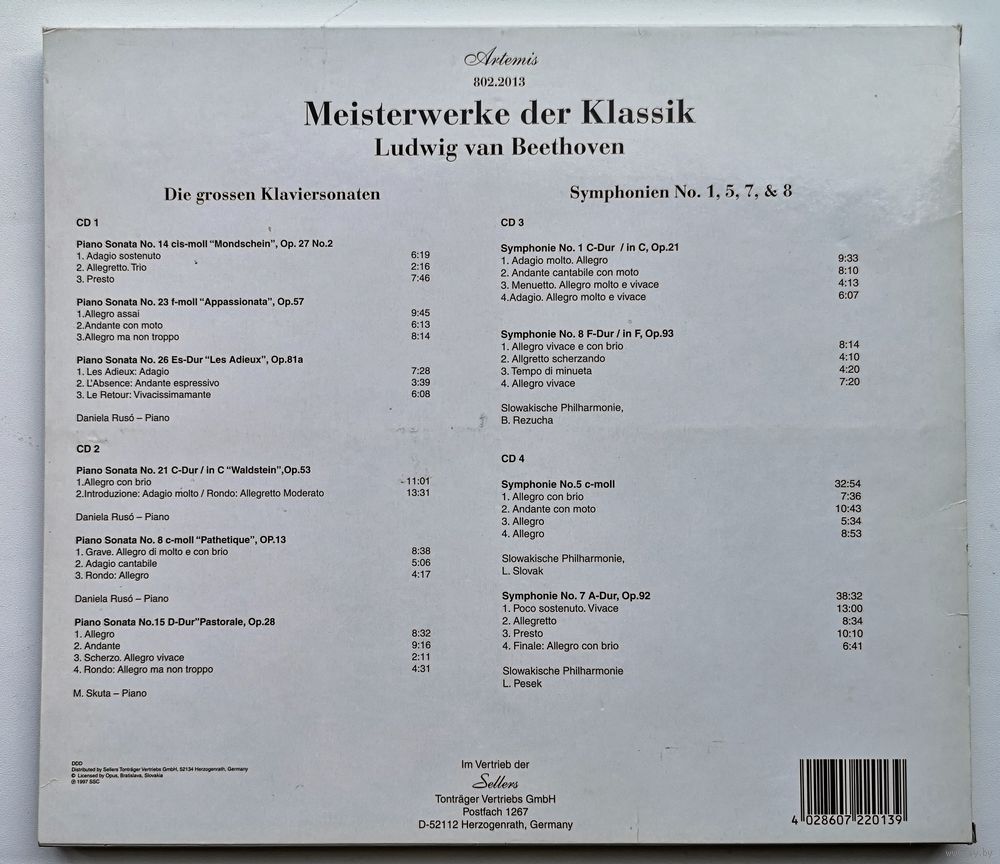 Artemis
802.2013
Meisterwerke der Klassik
Ludwig van Beethoven
Die grossen Klaviersonaten
CD 1
Piano Sonata No. 14 cis-moll “Mondschein”, Op. 27 No.2
1. Adagio sostenuto 6:19
2. Allegretto. Trio 2:16
3. Presto 7:46
Piano Sonata No. 23 f-moll “Appassionata”, Op.57
1.Allegro assai 9:45
2.Andante con moto 6:13
3.Allegro ma non troppo 8:14
Piano Sonata No. 26 Es-Dur “Les Adieux”, Op.81a
1. Les Adieux: Adagio 7:28
2. L'Absence: Andante espressivo 3:39
3. Le Retour: Vivacissimamante 6:08
Daniela Rusó – Piano
CD 2
Piano Sonata No. 21 C-Dur / in C “Waldstein”,Op.53
1.Allegro con brio 11:01
2.Introduzione: Adagio molto / Rondo: Allegretto Moderato 13:31
Daniela Rusó – Piano
Piano Sonata No. 8 c-moll “Pathetique”, OP.13
1. Grave. Allegro di molto e con brio 8:38
2. Adagio cantabile 5:06
3. Rondo: Allegro 4:17
Daniela Rusó – Piano
Piano Sonata No.15 D-Dur”Pastorale, Op.28
1. Allegro 8:32
2. Andante 9:16
3. Scherzo. Allegro vivace 2:11
4. Rondo: Allegro ma non troppo 4:31
M. Skuta – Piano
Symphonien No. 1, 5, 7, & 8
CD 3
Symphonie No. 1 C-Dur / in C, Op.21
1. Adagio molto. Allegro 9:33
2. Andante cantabile con moto 8:10
3. Menuetto. Allegro molto e vivace 4:13
4.Adagio. Allegro molto e vivace 6:07
Symphonie No. 8 F-Dur / in F, Op.93
1. Allegro vivace e con brio 8:14
2. Allgretto scherzando 4:10
3. Tempo di minueta 4:20
4. Allegro vivace 7:20
Slowakische Philharmonie,
B. Rezucha
CD 4
Symphonie No.5 c-moll 32:54
1. Allegro con brio 7:36
2. Andante con moto 10:43
3. Allegro 5:34
4. Allegro 8:53
Slowakische Philharmonie,
L. Slovak
Symphonie No. 7 A-Dur, Op.92 38:32
1. Poco sostenuto. Vivace 13:00
2. Allegretto 8:34
3. Presto 10:10
4. Finale: Allegro con brio 6:41
Slowakische Philharmonie
L. Pesek
DDD
Distributed by Sellers Tonträger Vertriebs GmbH, 52134 Herzogenrath, Germany
© Licensed by Opus, Bratislava, Slovakia
℗ 1997 SSC
Im Vertrieb der
Sellers
Tonträger Vertriebs GmbH
Postfach 1267
D-52112 Herzogenrath, Germany
4 028607 220139